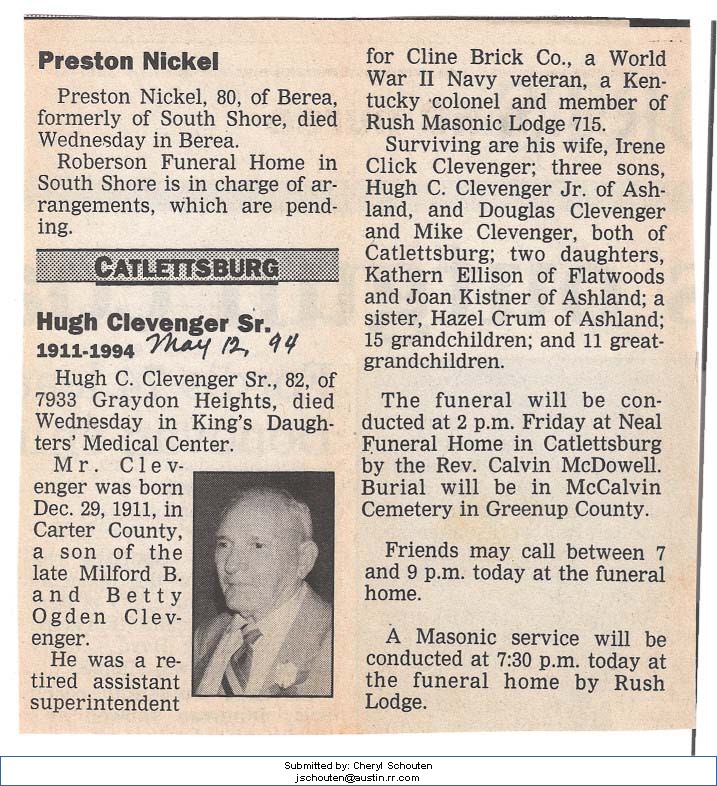 Preston Nickel
Preston Nickel, 80, of Berea,
formerly of South Shore, died
Wednesday in Berea.
Roberson Funeral Home in
South Shore is in charge of ar-
rangements, which are pend-
ing.
CATLETTSBURG
Hugh Clevenger Sr.
1911-1994 May 12, 94
Hugh C. Clevenger Sr., 82, of
7933 Graydon Heights, died
Wednesday in King's Daugh-
ters' Medical Center.
Mr. Clev-
enger was born
Dec. 29, 1911, in
Carter County,
a son of the
late Milford B.
and Betty
Ogden Clev-
enger.
He was a re-
tired assistant
superintendent
for Cline Brick Co., a World
War II Navy veteran, a Ken-
tucky colonel and member of
Rush Masonic Lodge 715.
Surviving are his wife, Irene
Click Clevenger; three sons,
Hugh C. Clevenger Jr. of Ash-
land, and Douglas Clevenger
and Mike Clevenger, both of
Catlettsburg; two daughters,
Kathern Ellison of Flatwoods
and Joan Kistner of Ashland; a
sister, Hazel Crum of Ashland;
15 grandchildren; and 11 great-
grandchildren.
The funeral will be con-
ducted at 2 p.m. Friday at Neal
Funeral Home in Catlettsburg
by the Rev. Calvin McDowell.
Burial will be in McCalvin
Cemetery in Greenup County.
Friends may call between 7
and 9 p.m. today at the funeral
home.
A Masonic service will be
conducted at 7:30 p.m. today at
the funeral home by Rush
Lodge.
Submitted by: Cheryl Schouten
jschouten@austin.rr.com